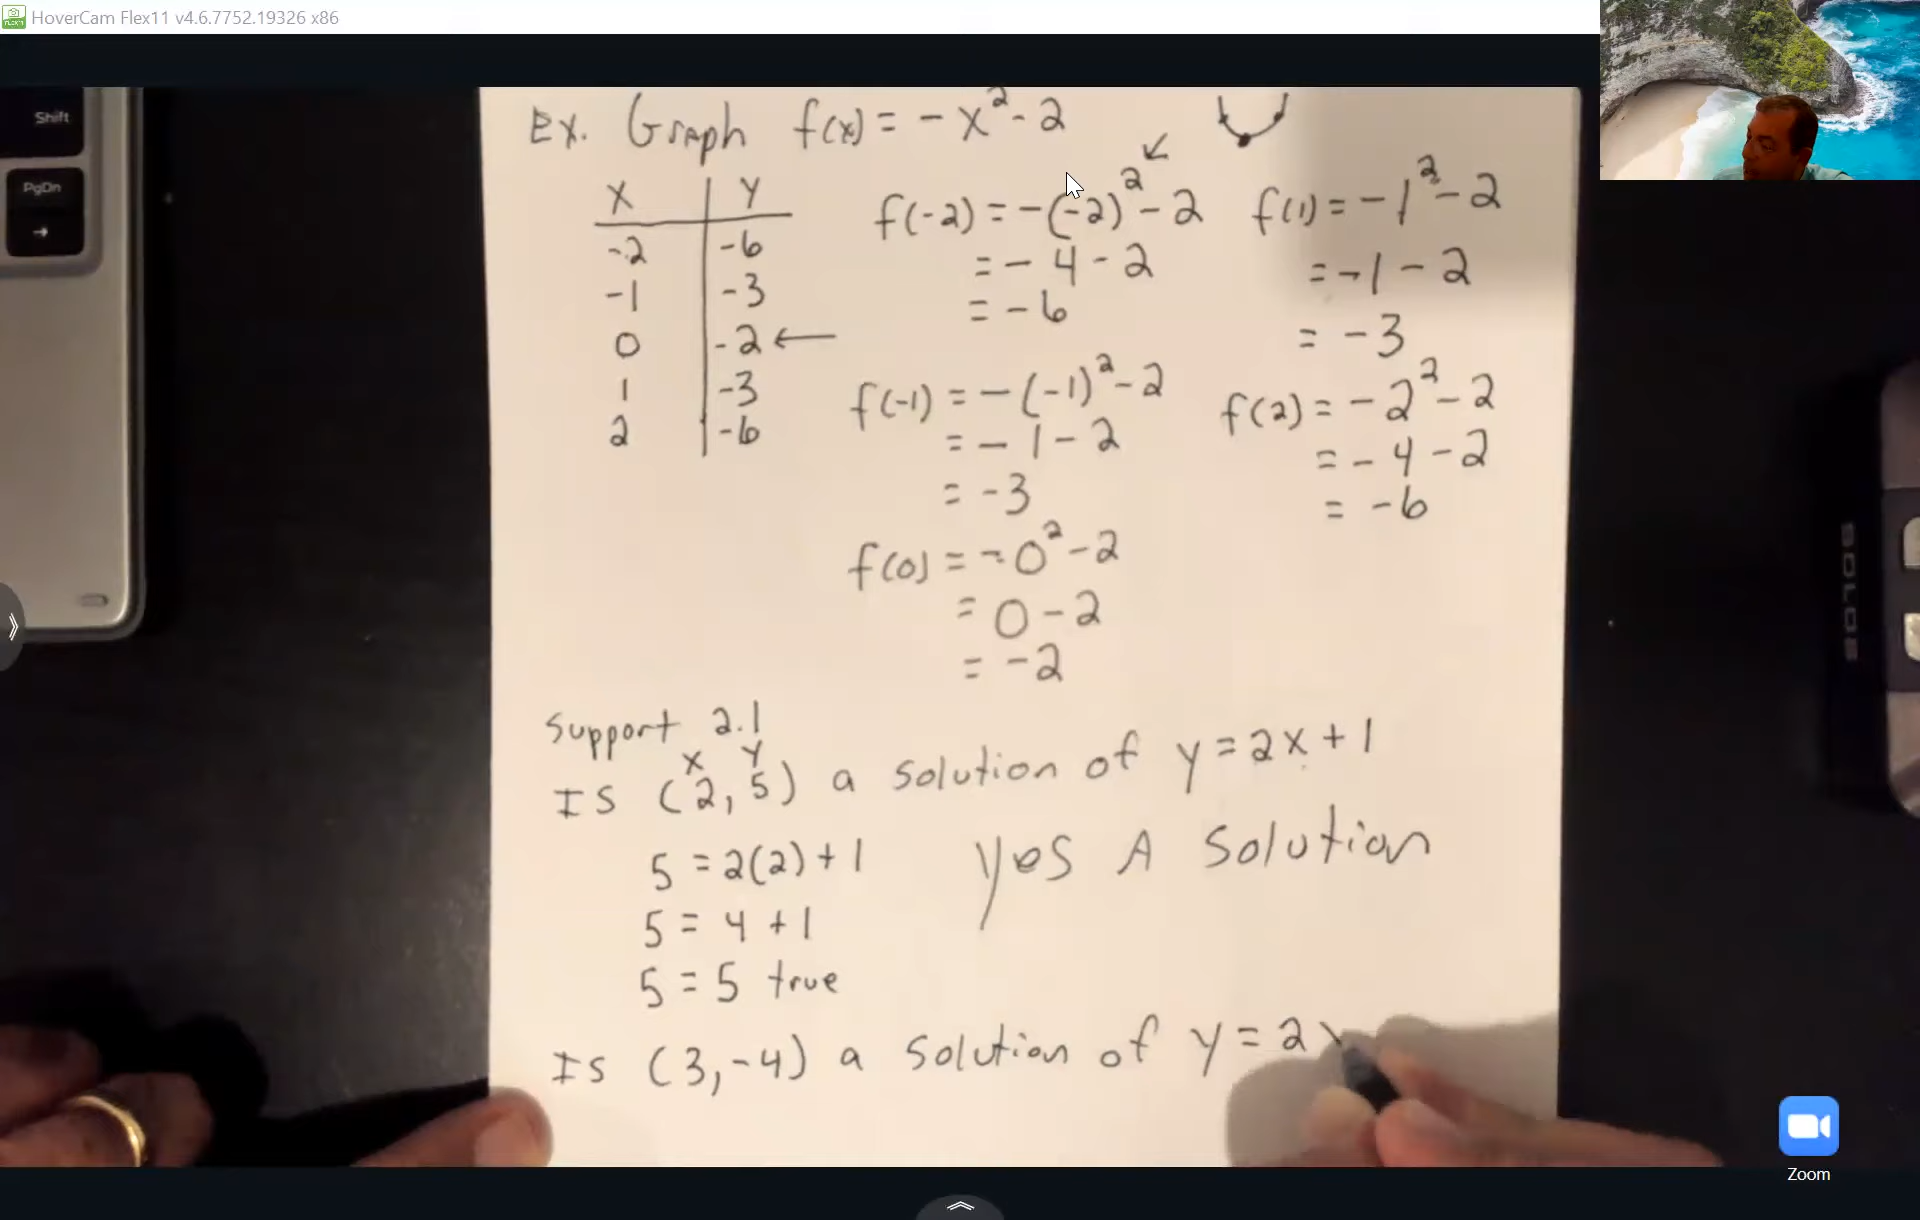 HoverCam Flex11 v4.6.7752.19326 x86
Shift
PgDn
Ex. Graph f(x) = -x² - 2
X | Y
-2 | -6
-1 | -3
0 | -2 ←
1 | -3
2 | -6
f(-2) = -(-2)² - 2
= - 4 - 2
= - 6
f(-1) = -(-1)² - 2
= - 1 - 2
= -3
f(0) = -0² - 2
= 0 - 2
= -2
f(1) = -1² - 2
= -1 - 2
= -3
f(2) = -2² - 2
= - 4 - 2
= -6
Support 2.1
X Y
Is (2, 5) a solution of y = 2x + 1
5 = 2(2) + 1
5 = 4 + 1
5 = 5 true
Yes A Solution
Is (3, -4) a solution of y = 2x
Zoom